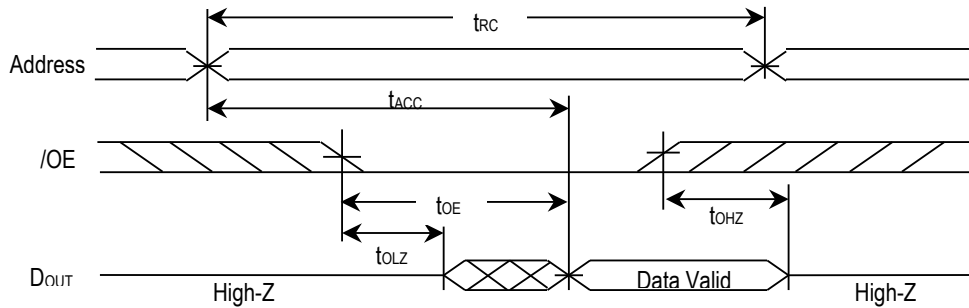 tRC
Address
tACC
/OE
tOE
tOHZ
tOLZ
DOUT
High-Z
Data Valid
High-Z